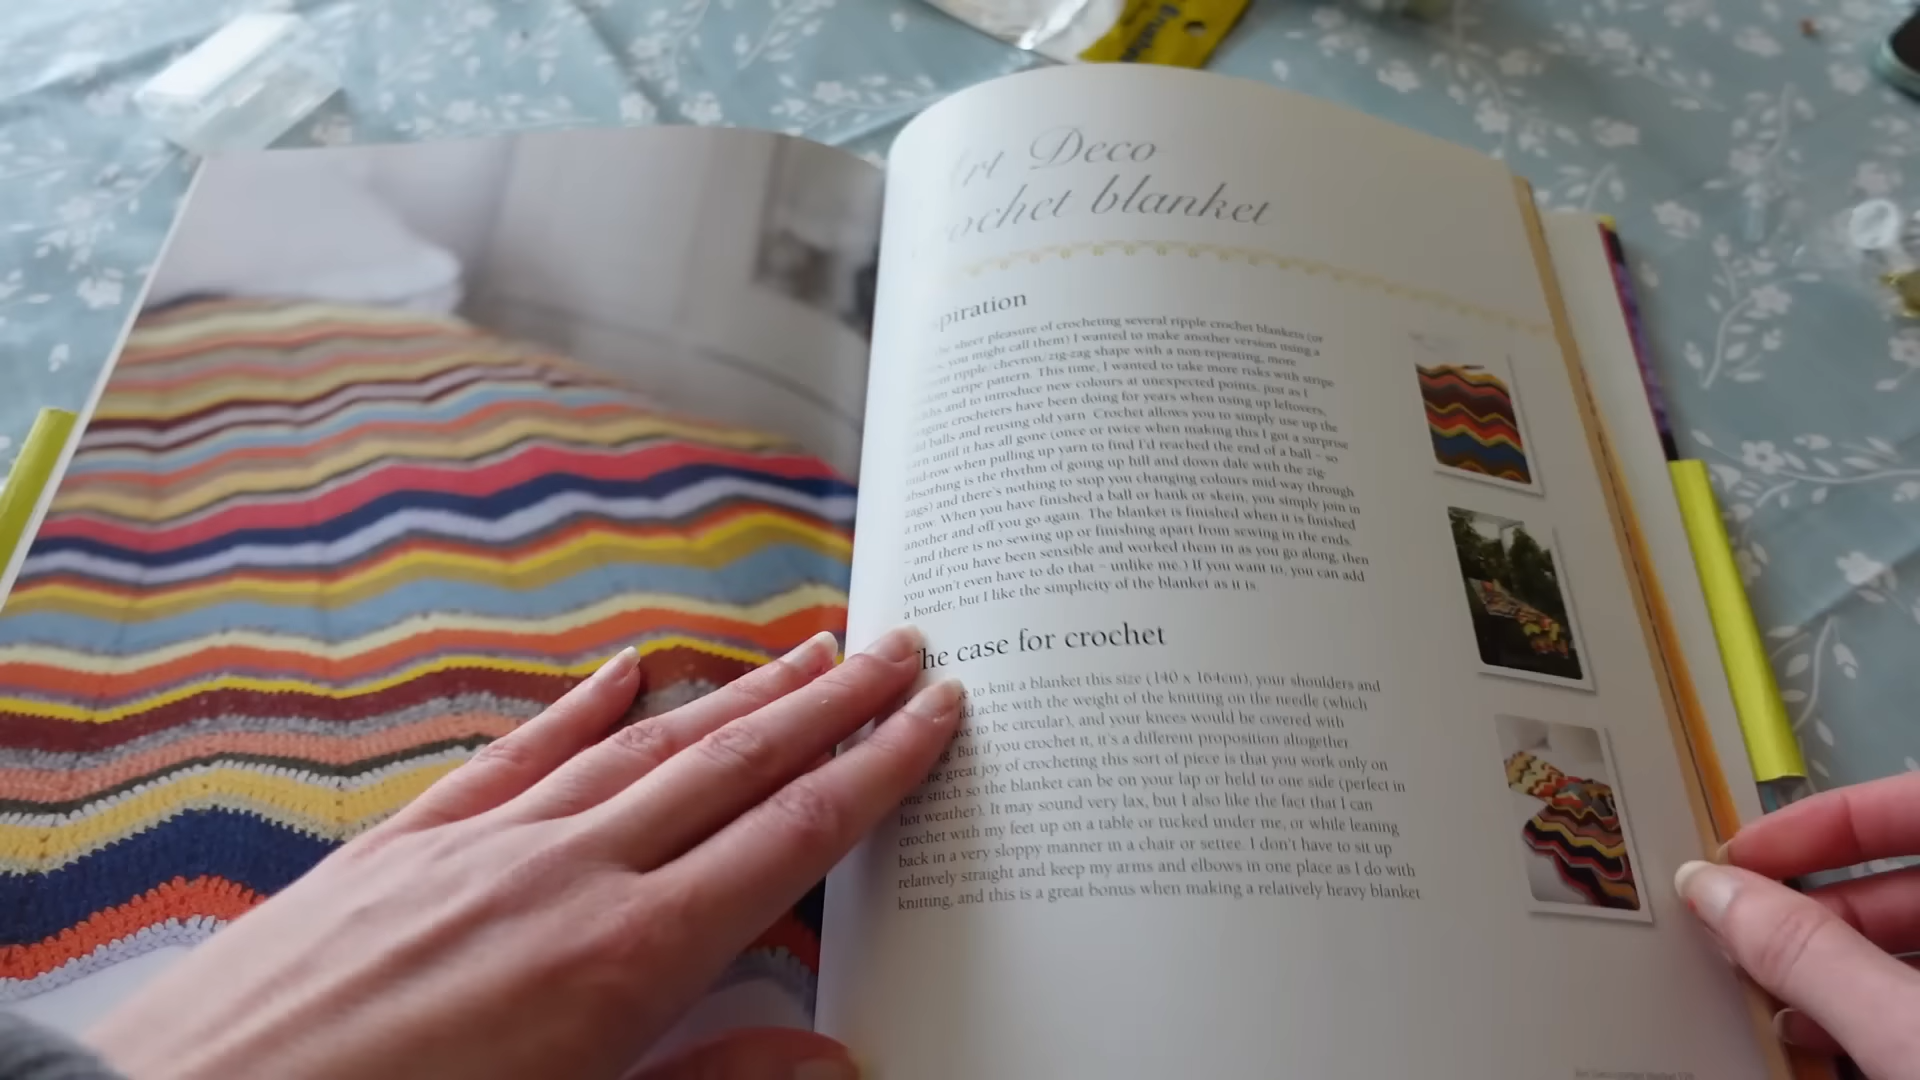 rt Deco
ochet blanket
piration
he sheer pleasure of crocheting several ripple crochet blankets (or
you might call them) I wanted to make another version using a
ripple/chevron/zig-zag shape with a non-repeating, more
stripe pattern. This time, I wanted to take more risks with stripe
and to introduce new colours at unexpected points, just as I
crocheters have been doing for years when using up leftovers,
balls and reusing old yarn. Crochet allows you to simply use up the
until it has all gone (once or twice when making this I got a surprise
mid-row when pulling up yarn to find I'd reached the end of a ball – so
absorbing is the rhythm of going up hill and down dale with the zig-
zags) and there's nothing to stop you changing colours mid-way through
a row. When you have finished a ball or hank or skein, you simply join in
another and off you go again. The blanket is finished when it is finished
– and there is no sewing up or finishing apart from sewing in the ends.
(And if you have been sensible and worked them in as you go along, then
you won't even have to do that – unlike me.) If you want to, you can add
a border, but I like the simplicity of the blanket as it is.
The case for crochet
to knit a blanket this size (140 x 164cm), your shoulders and
ld ache with the weight of the knitting on the needle (which
ave to be circular), and your knees would be covered with
g. But if you crochet it, it's a different proposition altogether
he great joy of crocheting this sort of piece is that you work only on
one stitch so the blanket can be on your lap or held to one side (perfect in
hot weather). It may sound very lax, but I also like the fact that I can
crochet with my feet up on a table or tucked under me, or while leaning
back in a very sloppy manner in a chair or settee. I don't have to sit up
relatively straight and keep my arms and elbows in one place as I do with
knitting, and this is a great bonus when making a relatively heavy blanket